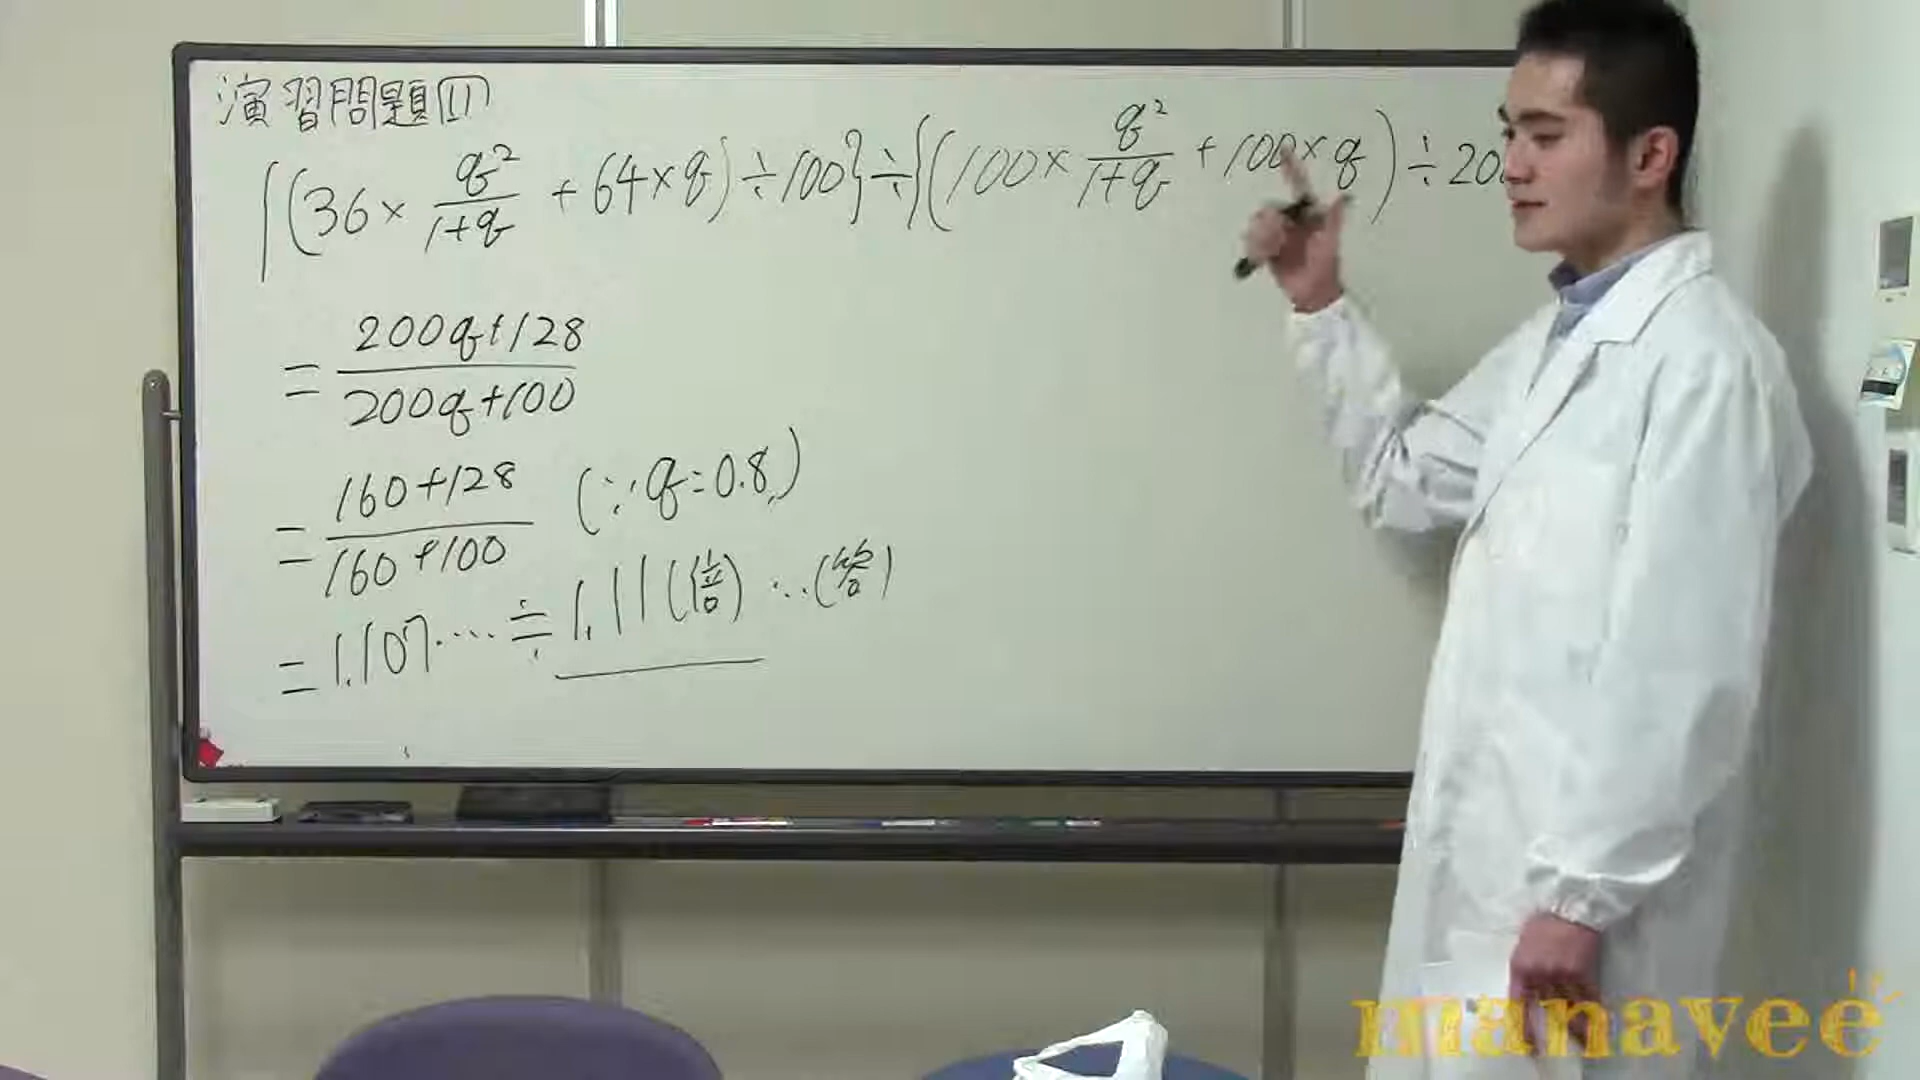 演習問題(1)
{(36×q²/1+q+64×q)÷100}÷{(100×q²/1+q+100×q)÷200
=200q+128/200q+100
=160+128/160+100 (∵q=0.8)
=1.107…≒1.11(倍)…(答)
manavee